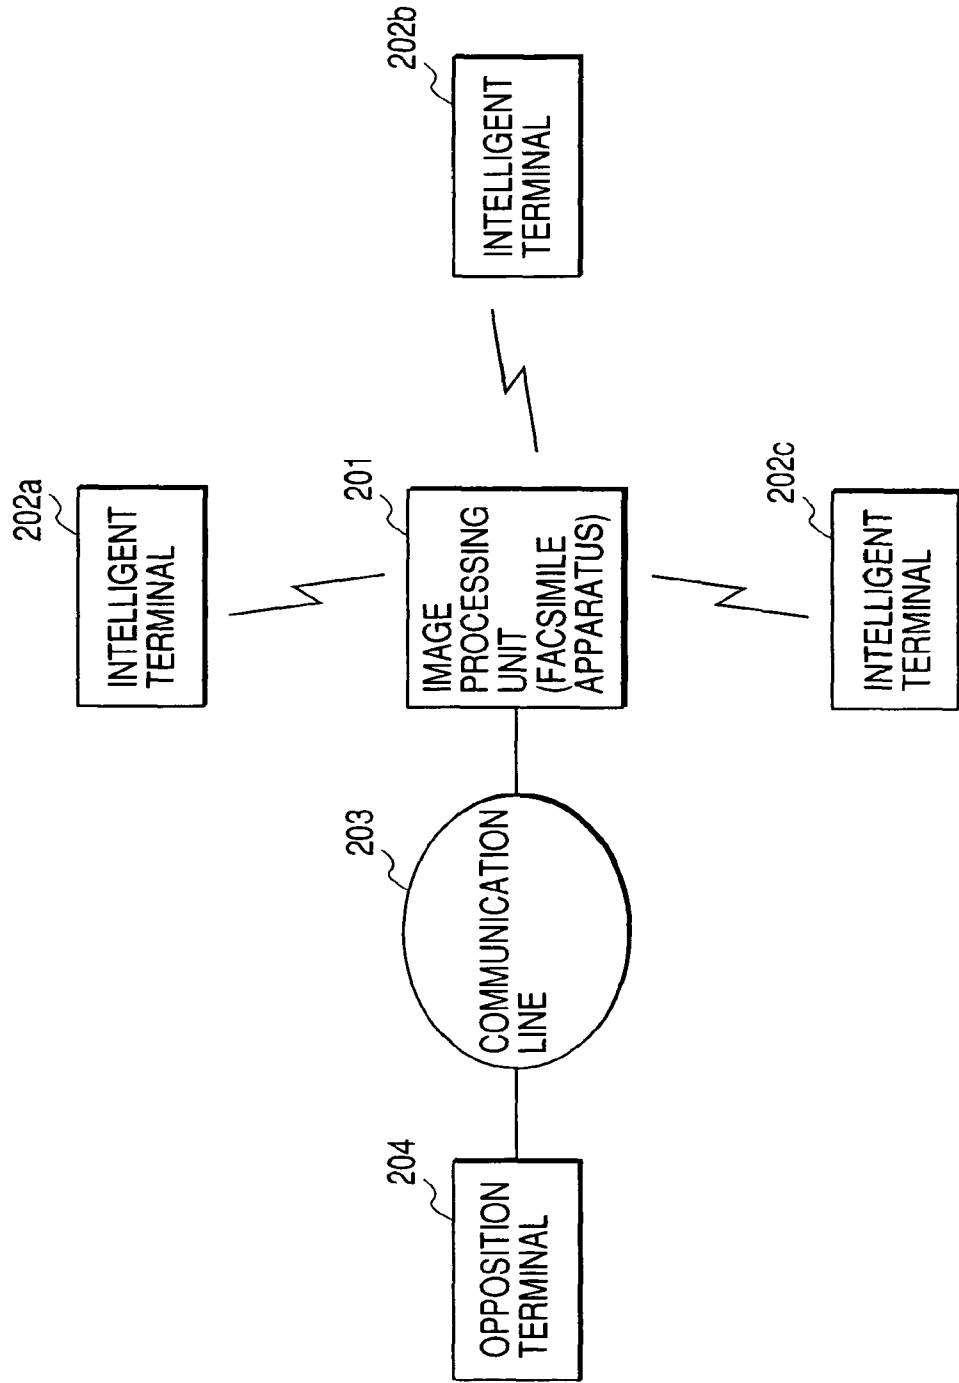 204
OPPOSITION
TERMINAL
203
COMMUNICATION
LINE
201
IMAGE
PROCESSING
UNIT
(FACSIMILE
APPARATUS)
202a
INTELLIGENT
TERMINAL
202b
INTELLIGENT
TERMINAL
202c
INTELLIGENT
TERMINAL